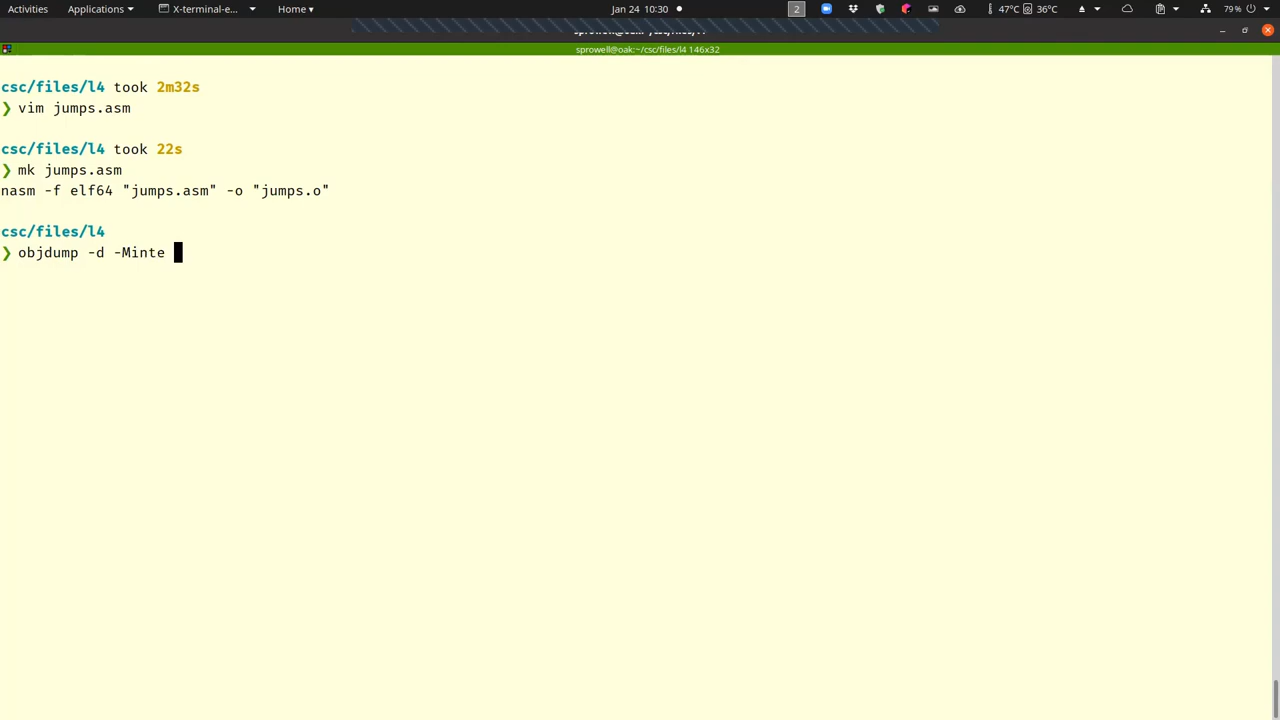 Activities Applications ▾ X-terminal-e... ▾ Home ▾ Jan 24 10:30 2 47°C 36°C 79%
sprowell@oak:~/csc/files/l4 146x32
csc/files/l4 took 2m32s
❯ vim jumps.asm
csc/files/l4 took 22s
❯ mk jumps.asm
nasm -f elf64 "jumps.asm" -o "jumps.o"
csc/files/l4
❯ objdump -d -Minte